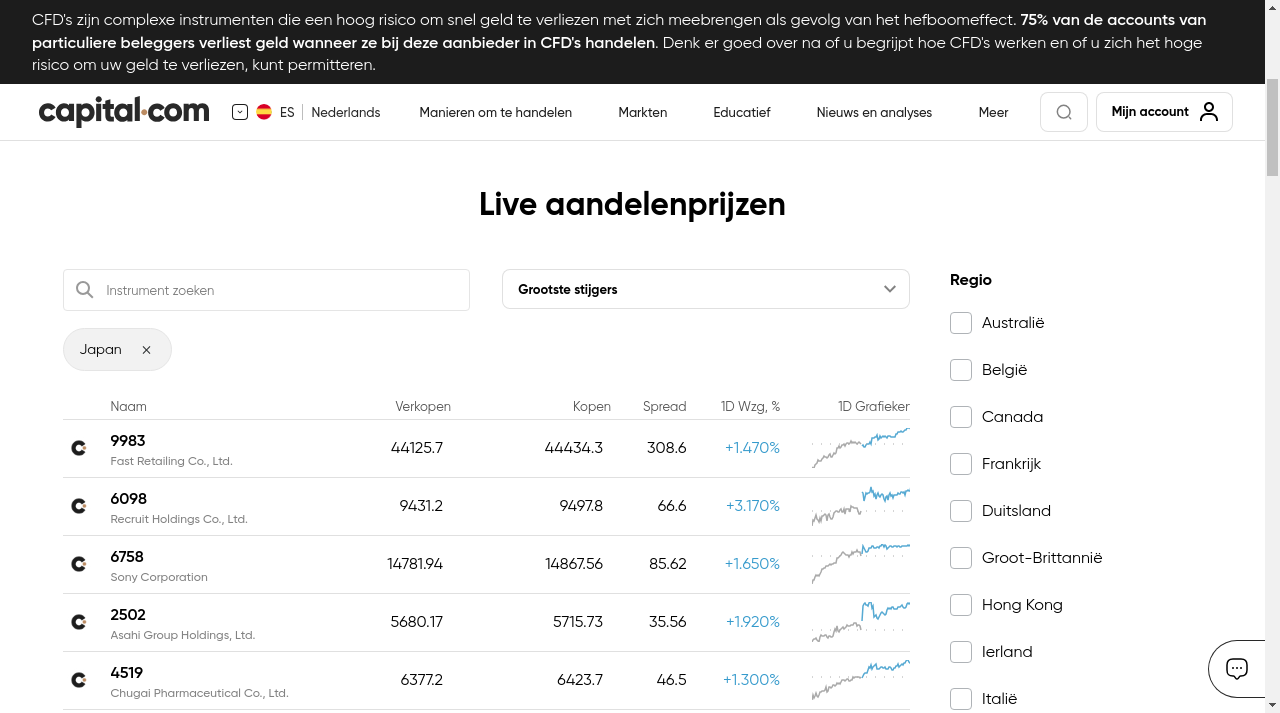 CFD's zijn complexe instrumenten die een hoog risico om snel geld te verliezen met zich meebrengen als gevolg van het hefboomeffect. 75% van de accounts van
particuliere beleggers verliest geld wanneer ze bij deze aanbieder in CFD's handelen. Denk er goed over na of u begrijpt hoe CFD's werken en of u zich het hoge
risico om uw geld te verliezen, kunt permitteren.
capital.com ES Nederlands Manieren om te handelen Markten Educatief Nieuws en analyses Meer Mijn account
Live aandelenprijzen
Instrument zoeken
Grootste stijgers
Japan ×
Naam Verkopen Kopen Spread 1D Wzg, % 1D Grafieken
9983 44125.7 44434.3 308.6 +1.470%
Fast Retailing Co., Ltd.
6098 9431.2 9497.8 66.6 +3.170%
Recruit Holdings Co., Ltd.
6758 14781.94 14867.56 85.62 +1.650%
Sony Corporation
2502 5680.17 5715.73 35.56 +1.920%
Asahi Group Holdings, Ltd.
4519 6377.2 6423.7 46.5 +1.300%
Chugai Pharmaceutical Co., Ltd.
Regio
Australië
België
Canada
Frankrijk
Duitsland
Groot-Brittannië
Hong Kong
Ierland
Italië